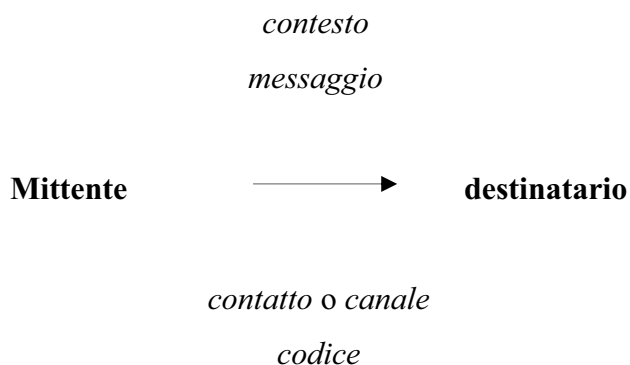 contesto
messaggio
Mittente destinatario
contatto o canale
codice